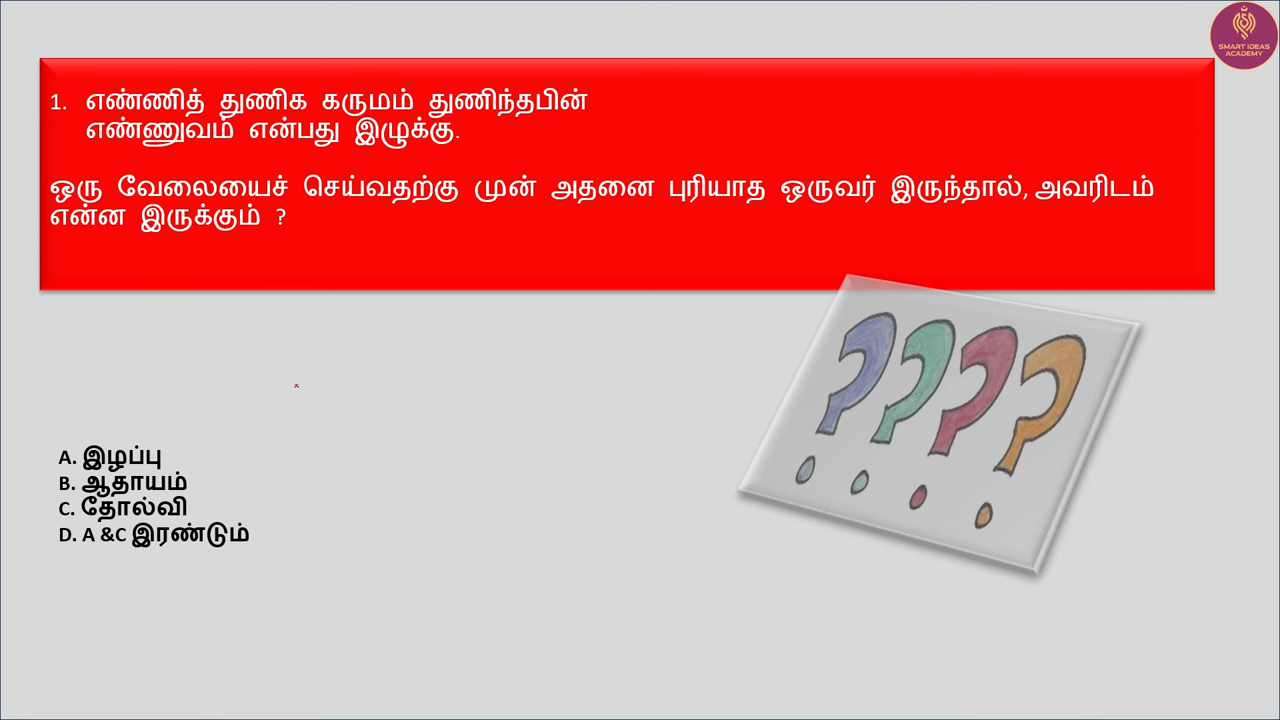 SMART IDEAS
ACADEMY
1. எண்ணித் துணிக கருமம் துணிந்தபின்
எண்ணுவம் என்பது இழுக்கு.
ஒரு வேலையைச் செய்வதற்கு முன் அதனை புரியாத ஒருவர் இருந்தால், அவரிடம்
என்ன இருக்கும் ?
A. இழப்பு
B. ஆதாயம்
C. தோல்வி
D. A &C இரண்டும்